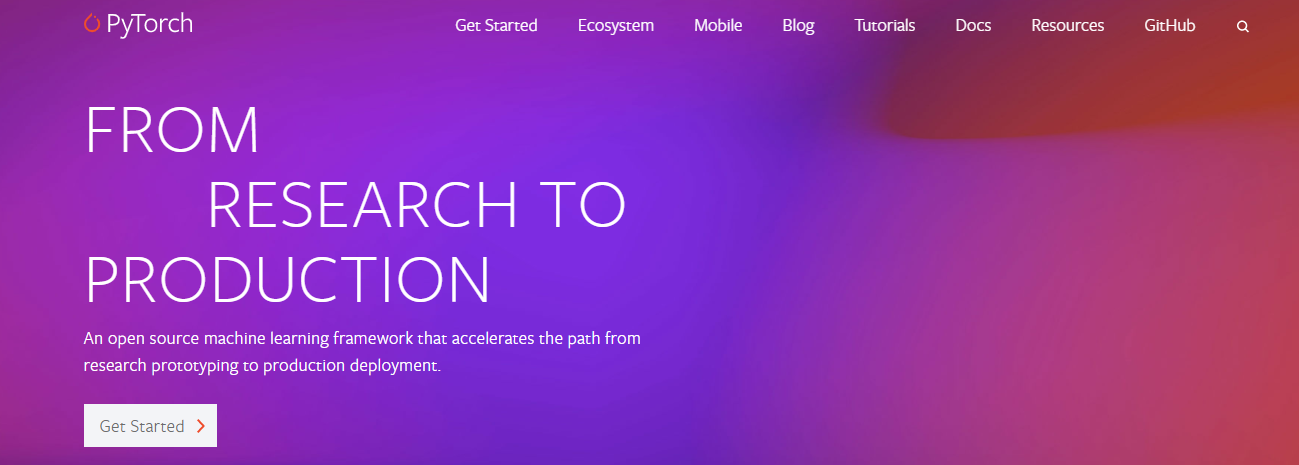 PyTorch
Get Started Ecosystem Mobile Blog Tutorials Docs Resources GitHub
FROM
RESEARCH TO
PRODUCTION
An open source machine learning framework that accelerates the path from
research prototyping to production deployment.
Get Started